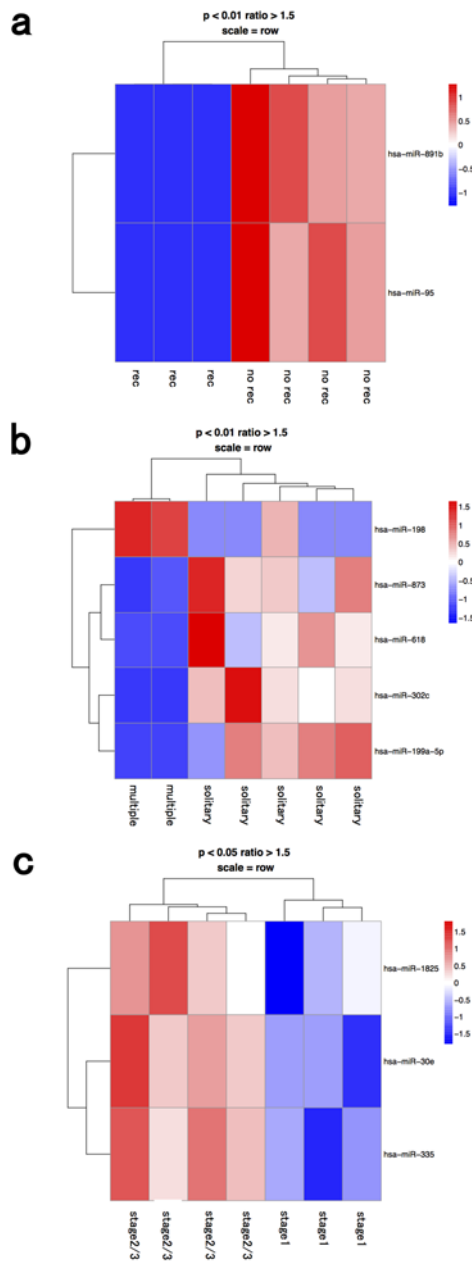 a
p < 0.01 ratio > 1.5
scale = row
1
0.5
0
−0.5
−1
hsa−miR−891b
hsa−miR−95
rec
rec
rec
no rec
no rec
no rec
no rec
b
p < 0.01 ratio > 1.5
scale = row
1.5
1
0.5
0
−0.5
−1
−1.5
hsa−miR−198
hsa−miR−873
hsa−miR−618
hsa−miR−302c
hsa−miR−199a−5p
multiple
multiple
solitary
solitary
solitary
solitary
solitary
c
p < 0.05 ratio > 1.5
scale = row
1.5
1
0.5
0
−0.5
−1
−1.5
hsa−miR−1825
hsa−miR−30e
hsa−miR−335
stage2/3
stage2/3
stage2/3
stage2/3
stage1
stage1
stage1